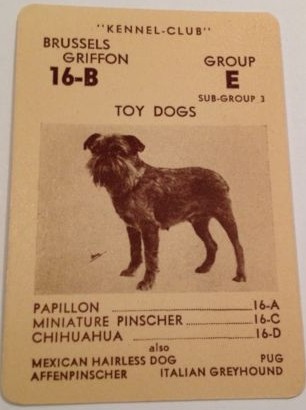 "KENNEL-CLUB"
BRUSSELS
GRIFFON
16-B
GROUP
E
SUB-GROUP 3
TOY DOGS
PAPILLON 16-A
MINIATURE PINSCHER 16-C
CHIHUAHUA 16-D
also
MEXICAN HAIRLESS DOG PUG
AFFENPINSCHER ITALIAN GREYHOUND